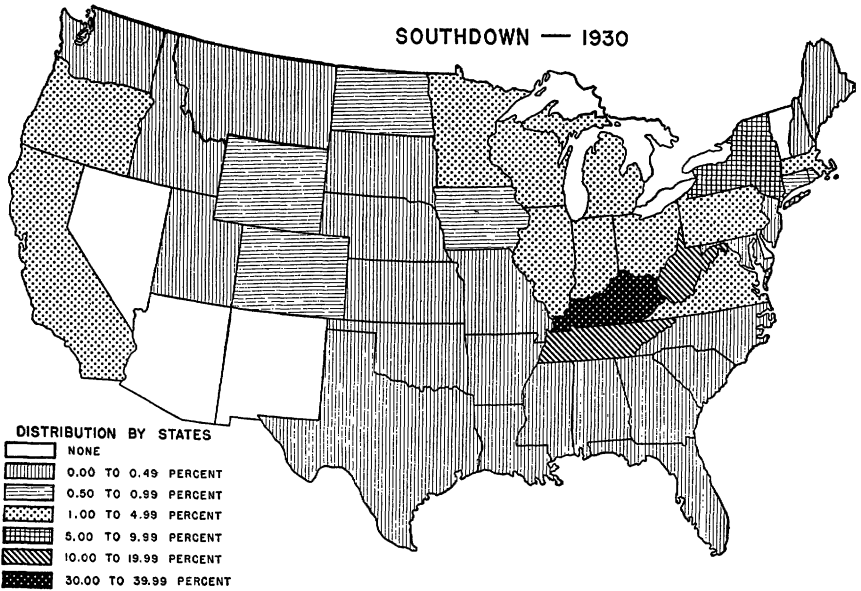 SOUTHDOWN — 1930
DISTRIBUTION BY STATES
NONE
0.00 TO 0.49 PERCENT
0.50 TO 0.99 PERCENT
1.00 TO 4.99 PERCENT
5.00 TO 9.99 PERCENT
10.00 TO 19.99 PERCENT
30.00 TO 39.99 PERCENT